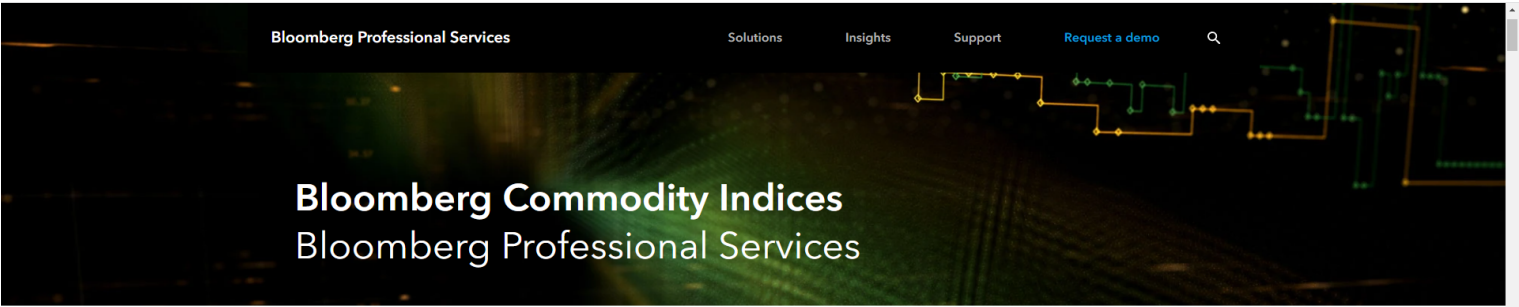 Bloomberg Professional Services
Solutions
Insights
Support
Request a demo
Bloomberg Commodity Indices
Bloomberg Professional Services